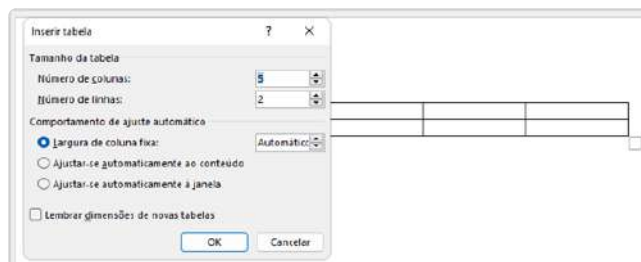 Inserir tabela ? ×
Tamanho da tabela
Número de colunas: 5
Número de linhas: 2
Comportamento de ajuste automático
Largura de coluna fixa: Automático
Ajustar-se automaticamente ao conteúdo
Ajustar-se automaticamente à janela
Lembrar dimensões de novas tabelas
OK Cancelar